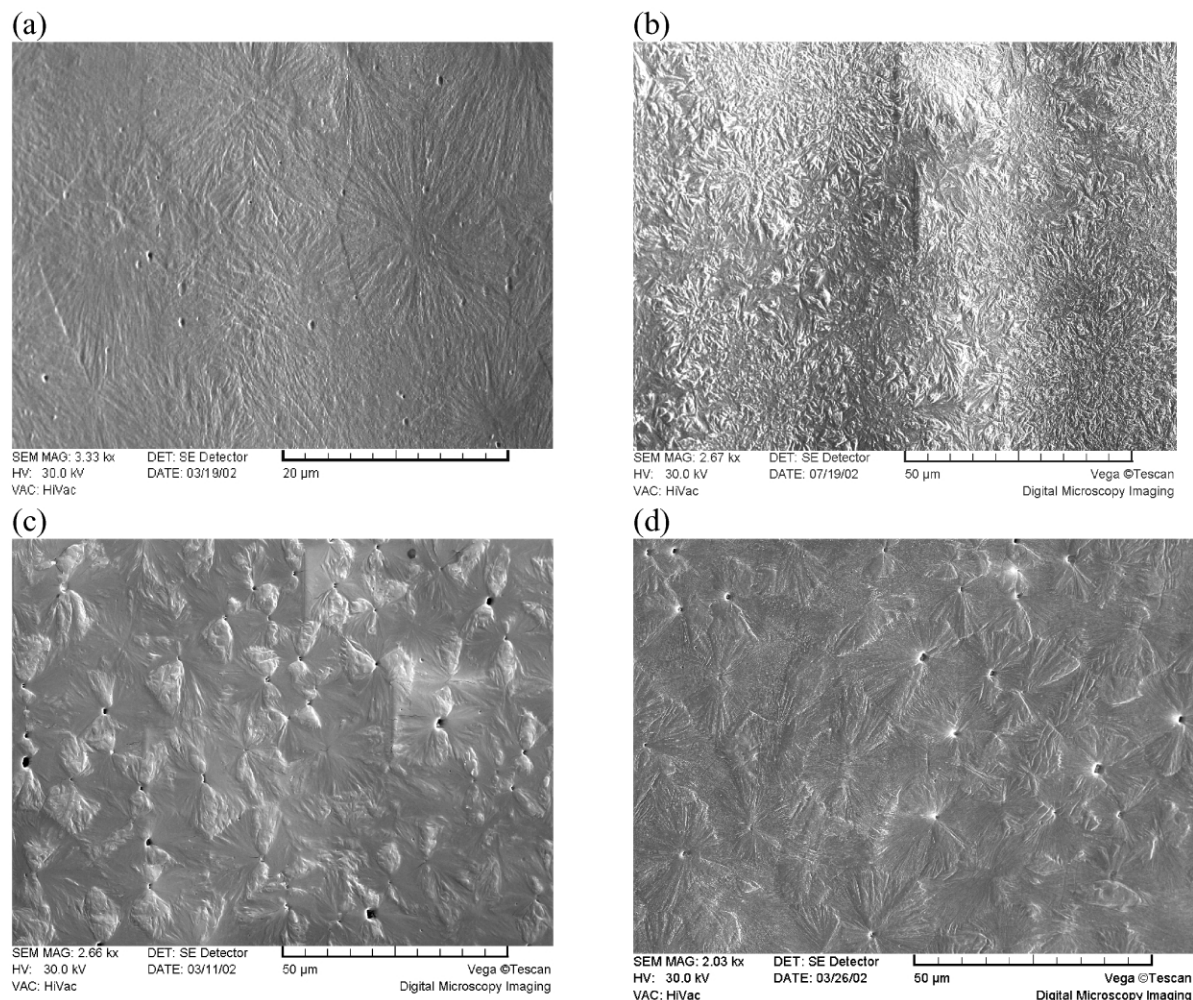 (a)
(b)
SEM MAG: 3.33 kx DET: SE Detector
HV: 30.0 kV DATE: 03/19/02 20 µm
VAC: HiVac
SEM MAG: 2.67 kx DET: SE Detector
HV: 30.0 kV DATE: 07/19/02 50 µm Vega ©Tescan
VAC: HiVac Digital Microscopy Imaging
(c)
(d)
SEM MAG: 2.66 kx DET: SE Detector
HV: 30.0 kV DATE: 03/11/02 50 µm Vega ©Tescan
VAC: HiVac Digital Microscopy Imaging
SEM MAG: 2.03 kx DET: SE Detector
HV: 30.0 kV DATE: 03/26/02 50 µm Vega ©Tescan
VAC: HiVac Digital Microscopy Imaging